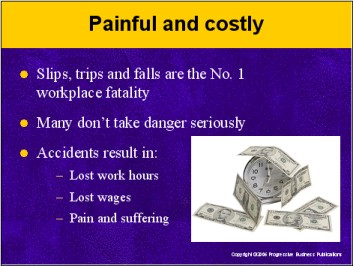 Painful and costly
Slips, trips and falls are the No. 1
workplace fatality
Many don't take danger seriously
Accidents result in:
– Lost work hours
– Lost wages
– Pain and suffering
Copyright ©2006 Progressive Business Publications